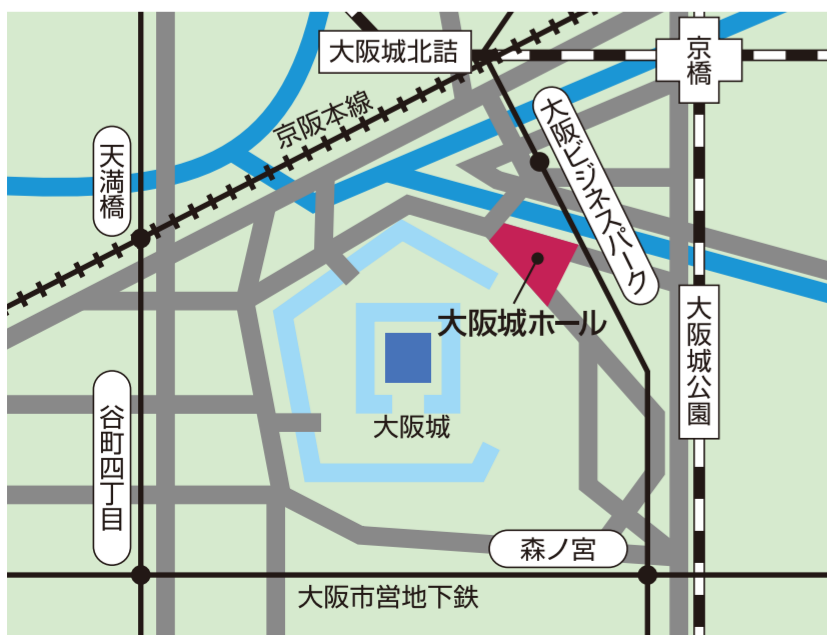 大阪城北詰
京橋
京阪本線
天満橋
大阪ビジネスパーク
大阪城ホール
大阪城公園
大阪城
谷町四丁目
森ノ宮
大阪市営地下鉄